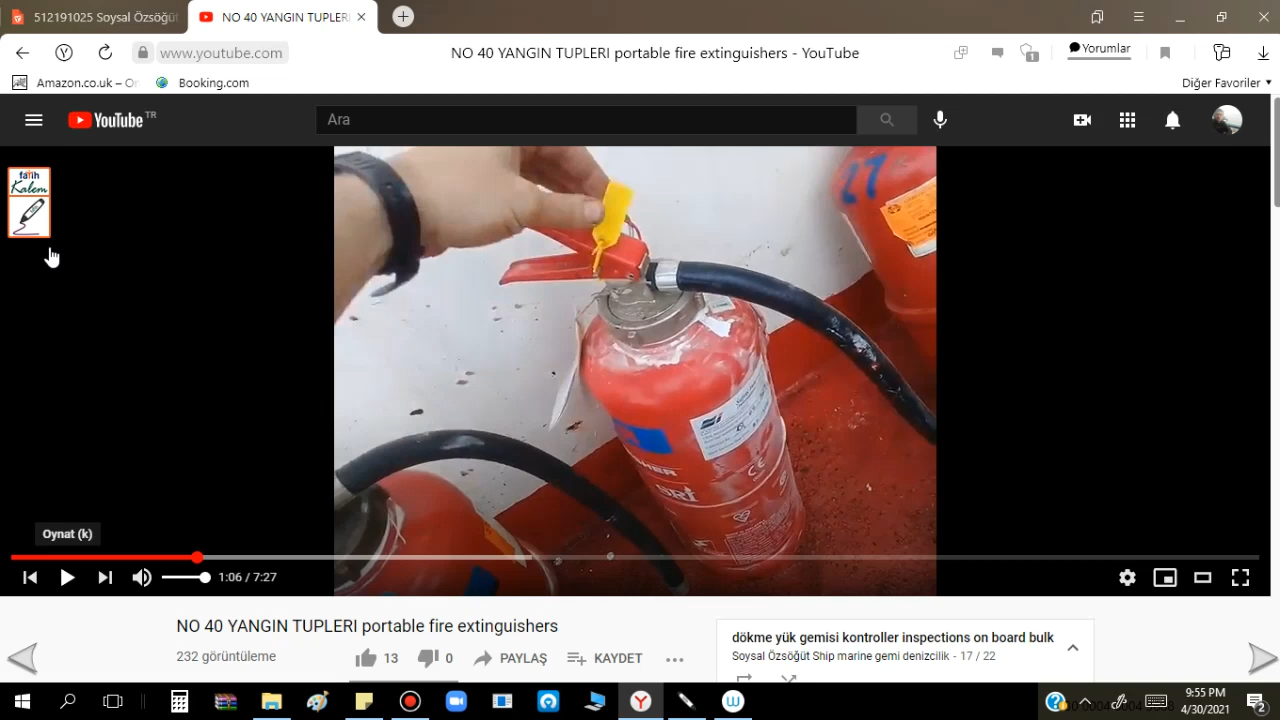 512191025 Soysal Özsöğüt
NO 40 YANGIN TUPLERI
www.youtube.com
NO 40 YANGIN TUPLERI portable fire extinguishers - YouTube
1
Yorumlar
Amazon.co.uk – Or
Booking.com
Diğer Favoriler
YouTube TR
Ara
fatih
Kalem
27
SRI
CE
Oynat (k)
1:06 / 7:27
NO 40 YANGIN TUPLERI portable fire extinguishers
232 görüntüleme
13
0
PAYLAŞ
KAYDET
dökme yük gemisi kontroller inspections on board bulk
Soysal Özsöğüt Ship marine gemi denizcilik - 17 / 22
9:55 PM
4/30/2021
2